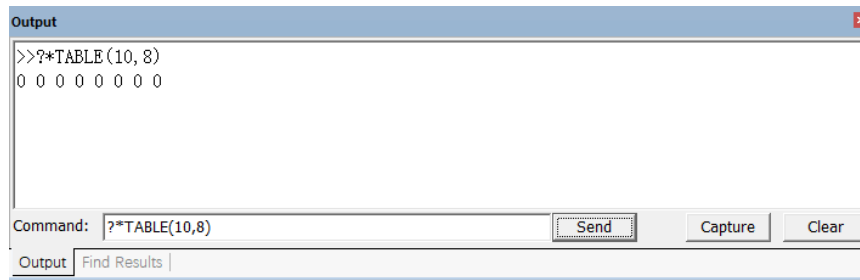 Output
>>?*TABLE(10,8)
0 0 0 0 0 0 0 0
Command: ?*TABLE(10,8) Send Capture Clear
Output Find Results